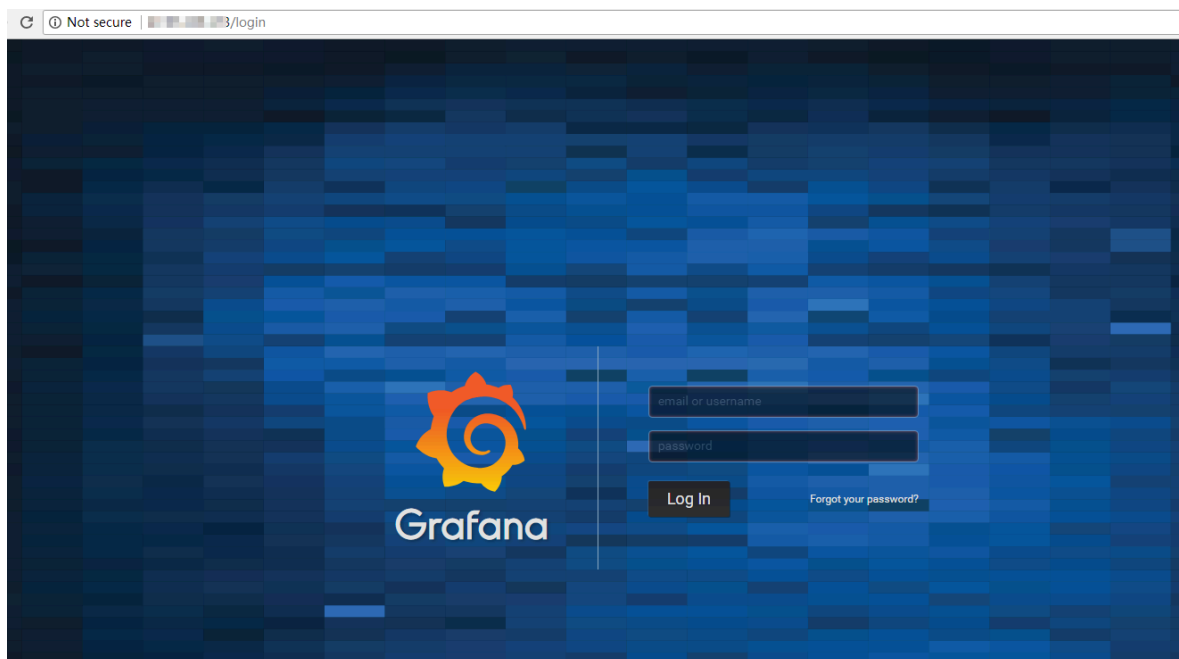 Not secure
/login
email or username
password
Log In
Forgot your password?
Grafana